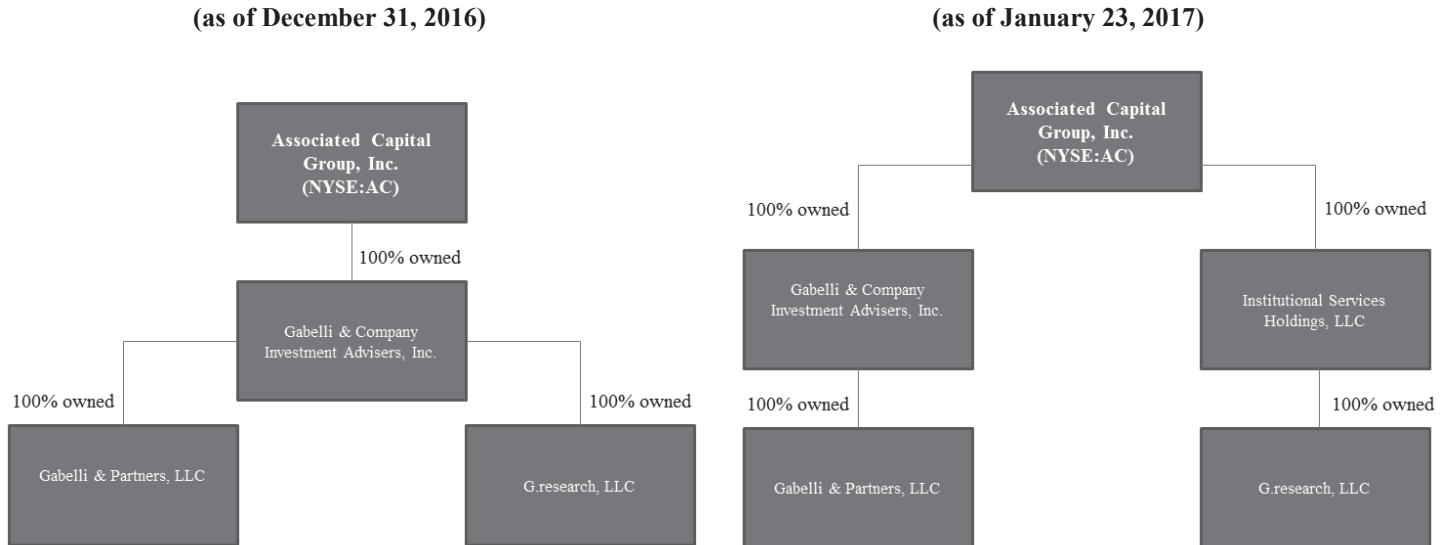 (as of December 31, 2016)
Associated Capital
Group, Inc.
(NYSE:AC)
100% owned
Gabelli & Company
Investment Advisers, Inc.
100% owned
100% owned
Gabelli & Partners, LLC
G.research, LLC
(as of January 23, 2017)
Associated Capital
Group, Inc.
(NYSE:AC)
100% owned
100% owned
Gabelli & Company
Investment Advisers, Inc.
Institutional Services
Holdings, LLC
100% owned
100% owned
Gabelli & Partners, LLC
G.research, LLC